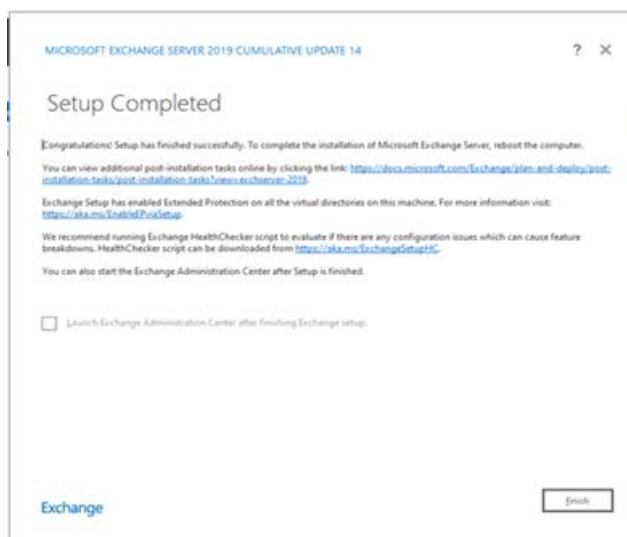 MICROSOFT EXCHANGE SERVER 2019 CUMULATIVE UPDATE 14
? ×
Setup Completed
Congratulations! Setup has finished successfully. To complete the installation of Microsoft Exchange Server, reboot the computer.
You can view additional post-installation tasks online by clicking the link: https://docs.microsoft.com/Exchange/plan-and-deploy/post-
installation-tasks/post-installation-tasks?view=exchserver-2019.
Exchange Setup has enabled Extended Protection on all the virtual directories on this machine. For more information visit:
https://aka.ms/EnableEPviaSetup.
We recommend running Exchange HealthChecker script to evaluate if there are any configuration issues which can cause feature
breakdowns. HealthChecker script can be downloaded from https://aka.ms/ExchangeSetupHC.
You can also start the Exchange Administration Center after Setup is finished.
Launch Exchange Administration Center after finishing Exchange setup.
Exchange
Finish